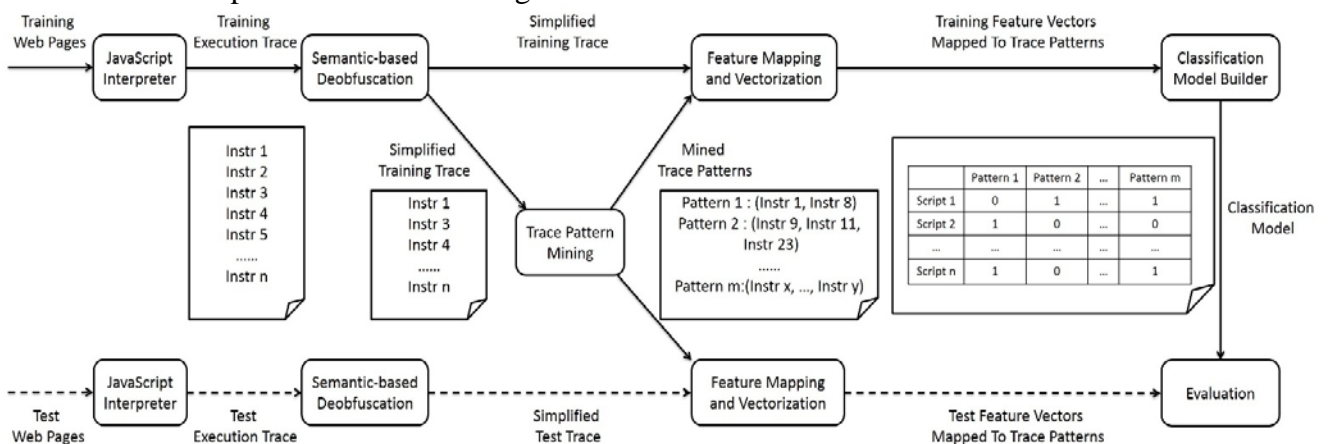 Training
Web Pages
JavaScript
Interpreter
Training
Execution Trace
Semantic-based
Deobfuscation
Simplified
Training Trace
Feature Mapping
and Vectorization
Training Feature Vectors
Mapped To Trace Patterns
Classification
Model Builder
Instr 1
Instr 2
Instr 3
Instr 4
Instr 5
......
Instr n
Simplified
Training Trace
Instr 1
Instr 3
Instr 4
......
Instr n
Trace Pattern
Mining
Mined
Trace Patterns
Pattern 1 : (Instr 1, Instr 8)
Pattern 2 : (Instr 9, Instr 11,
Instr 23)
......
Pattern m:(Instr x, ..., Instr y)
Pattern 1 Pattern 2 ... Pattern m
Script 1 0 1 ... 1
Script 2 1 0 ... 0
... ... ... ... ...
Script n 1 0 ... 1
Classification
Model
Test
Web Pages
JavaScript
Interpreter
Test
Execution Trace
Semantic-based
Deobfuscation
Simplified
Test Trace
Feature Mapping
and Vectorization
Test Feature Vectors
Mapped To Trace Patterns
Evaluation